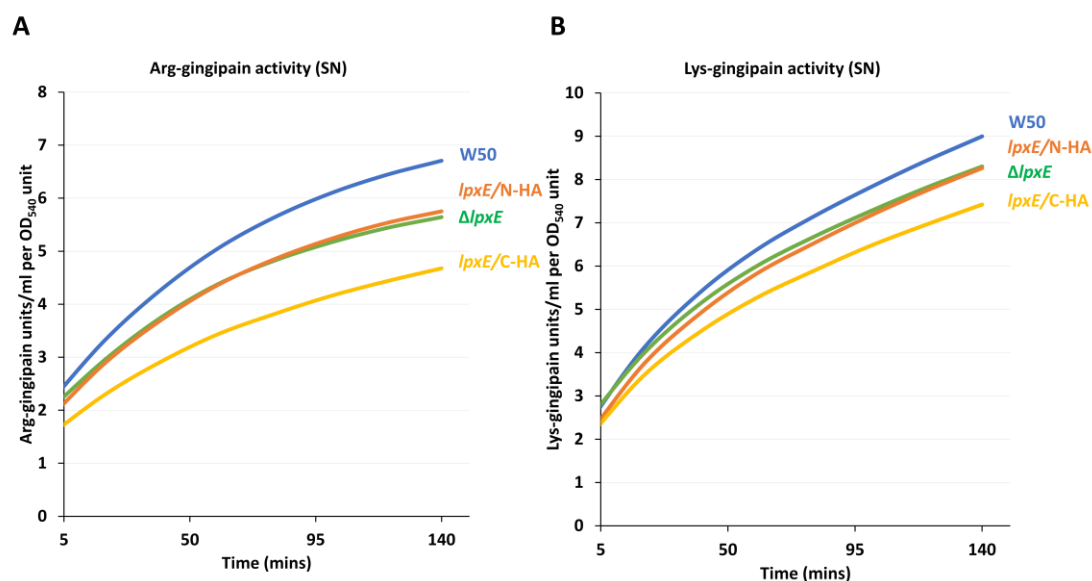 A
Arg-gingipain activity (SN)
Arg-gingipain units/ml per OD540 unit
8
7
6
5
4
3
2
1
0
5
50
95
140
Time (mins)
W50
lpxE/N-HA
ΔlpxE
lpxE/C-HA
B
Lys-gingipain activity (SN)
Lys-gingipain units/ml per OD540 unit
10
9
8
7
6
5
4
3
2
1
0
5
50
95
140
Time (mins)
W50
lpxE/N-HA
ΔlpxE
lpxE/C-HA